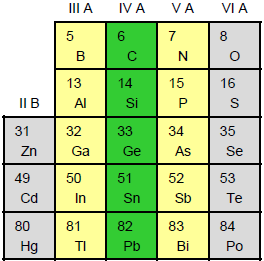 III A IV A V A VI A
5 6 7 8
B C N O
13 14 15 16
II B Al Si P S
31 32 33 34 35
Zn Ga Ge As Se
49 50 51 52 53
Cd In Sn Sb Te
80 81 82 83 84
Hg Tl Pb Bi Po